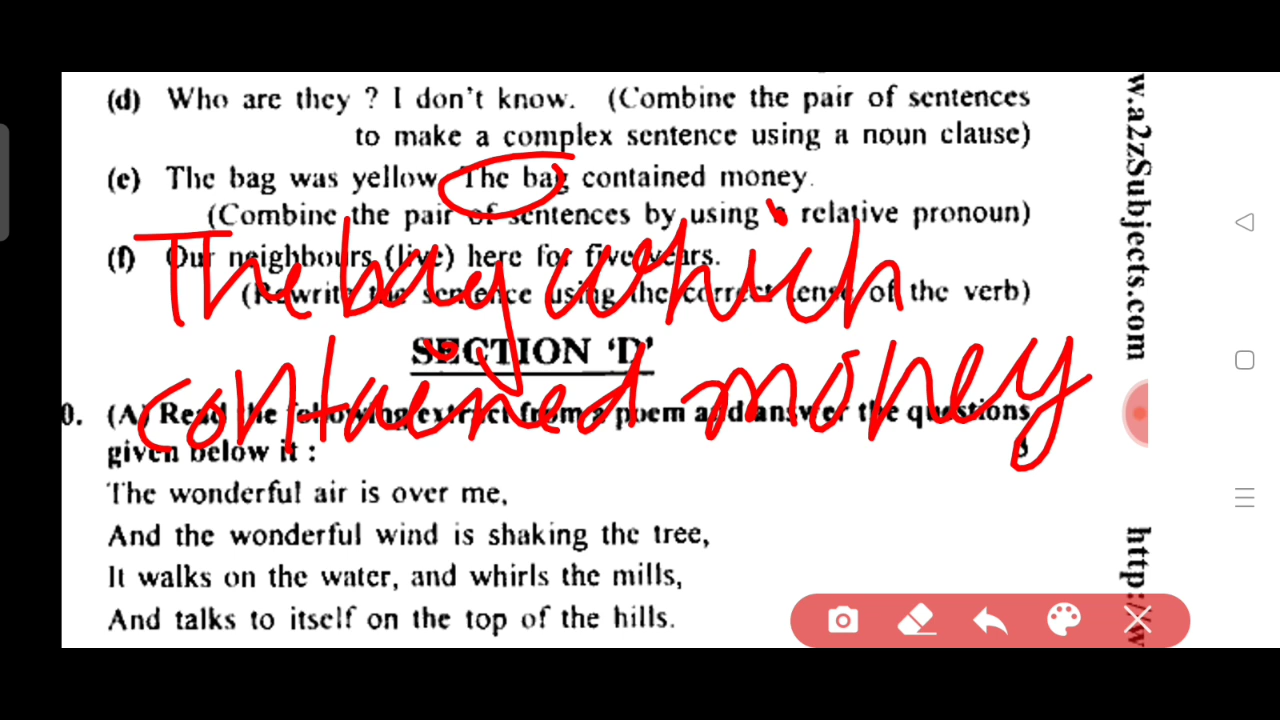 (d) Who are they ? I don't know. (Combine the pair of sentences
to make a complex sentence using a noun clause)
(e) The bag was yellow The bag contained money.
(Combine the pair of sentences by using a relative pronoun)
(f) Our neighbours (live) here for five years.
(Rewrite the sentence using the correct tense of the verb)
The bag which
contained money
SECTION 'D'
0. (A) Read the following extract from a poem and answer the questions
given below it :
The wonderful air is over me,
And the wonderful wind is shaking the tree,
It walks on the water, and whirls the mills,
And talks to itself on the top of the hills.
w.a2zSubjects.com
http://w